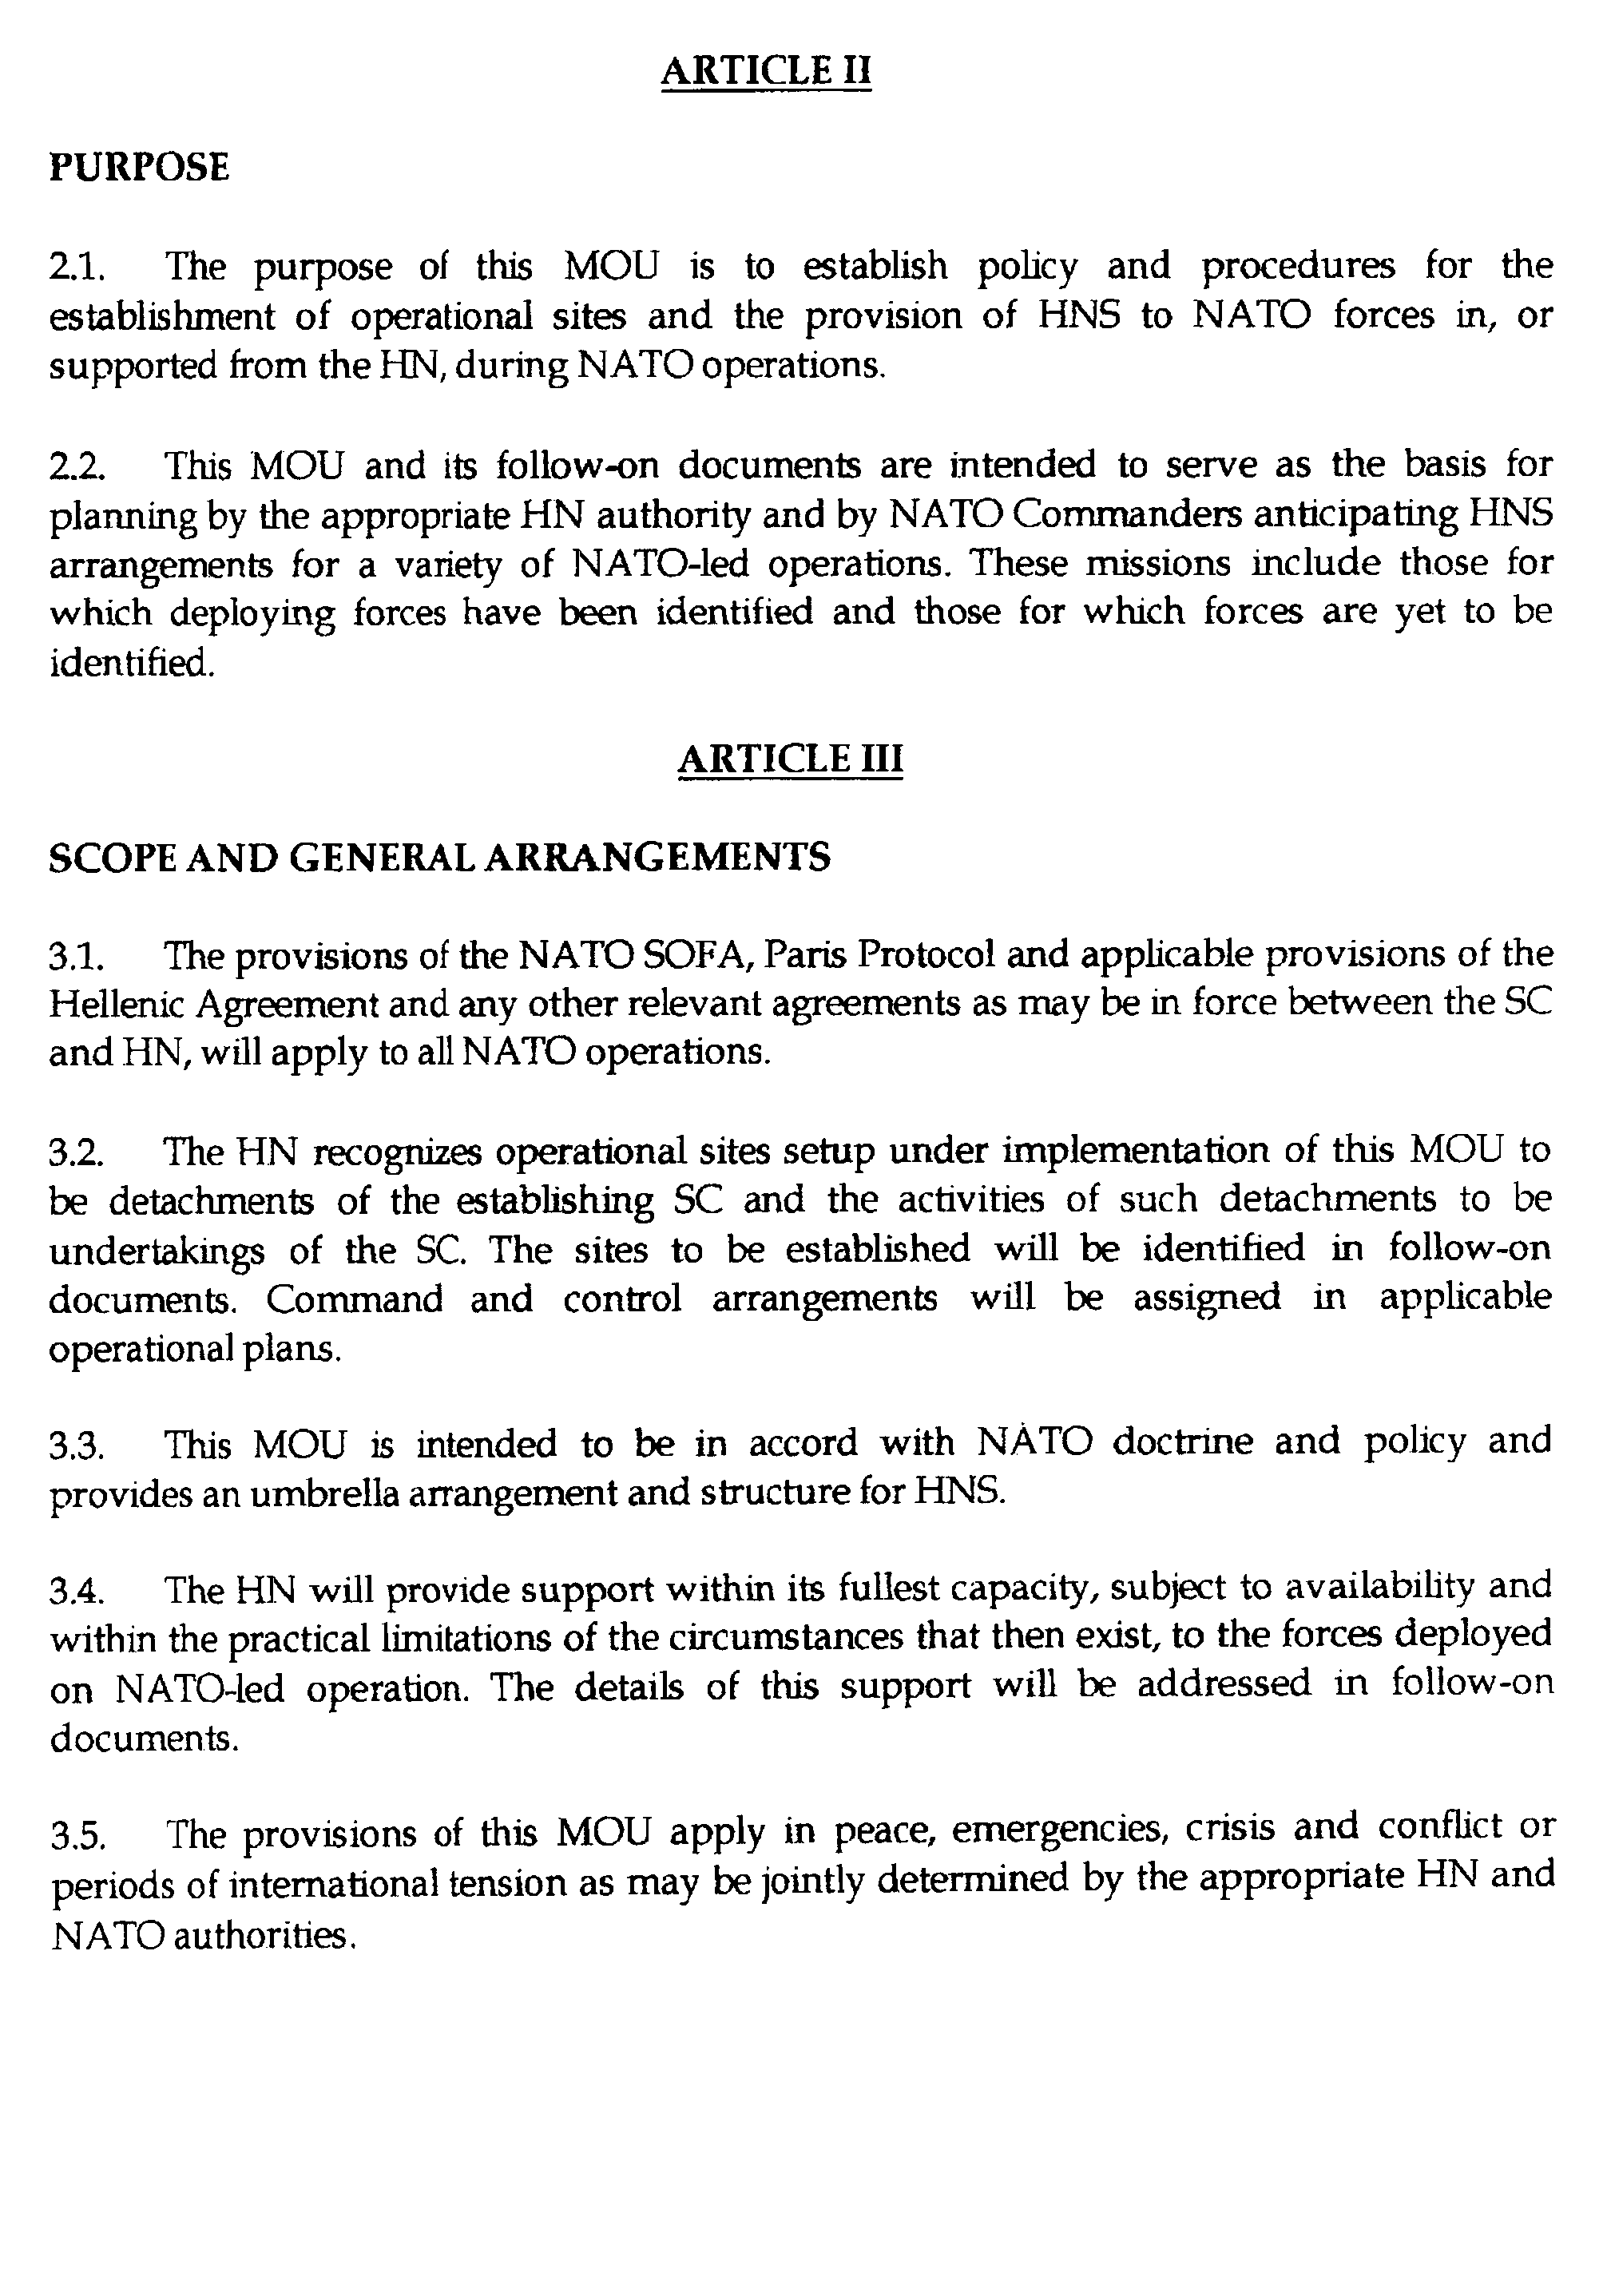 ARTICLE II
PURPOSE
2.1. The purpose of this MOU is to establish policy and procedures for the
establishment of operational sites and the provision of HNS to NATO forces in, or
supported from the HN, during NATO operations.
2.2. This MOU and its follow-on documents are intended to serve as the basis for
planning by the appropriate HN authority and by NATO Commanders anticipating HNS
arrangements for a variety of NATO-led operations. These missions include those for
which deploying forces have been identified and those for which forces are yet to be
identified.
ARTICLE III
SCOPE AND GENERAL ARRANGEMENTS
3.1. The provisions of the NATO SOFA, Paris Protocol and applicable provisions of the
Hellenic Agreement and any other relevant agreements as may be in force between the SC
and HN, will apply to all NATO operations.
3.2. The HN recognizes operational sites setup under implementation of this MOU to
be detachments of the establishing SC and the activities of such detachments to be
undertakings of the SC. The sites to be established will be identified in follow-on
documents. Command and control arrangements will be assigned in applicable
operational plans.
3.3. This MOU is intended to be in accord with NATO doctrine and policy and
provides an umbrella arrangement and structure for HNS.
3.4. The HN will provide support within its fullest capacity, subject to availability and
within the practical limitations of the circumstances that then exist, to the forces deployed
on NATO-led operation. The details of this support will be addressed in follow-on
documents.
3.5. The provisions of this MOU apply in peace, emergencies, crisis and conflict or
periods of international tension as may be jointly determined by the appropriate HN and
NATO authorities.